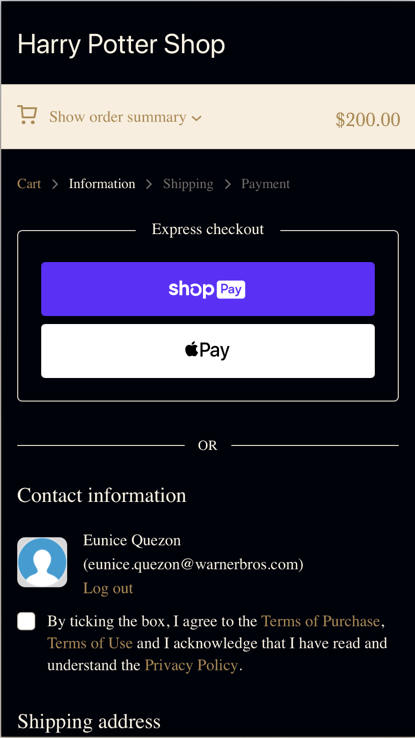 Harry Potter Shop
Show order summary
$200.00
Cart > Information > Shipping > Payment
Express checkout
shop Pay
Pay
OR
Contact information
Eunice Quezon
(eunice.quezon@warnerbros.com)
Log out
By ticking the box, I agree to the Terms of Purchase,
Terms of Use and I acknowledge that I have read and
understand the Privacy Policy.
Shipping address